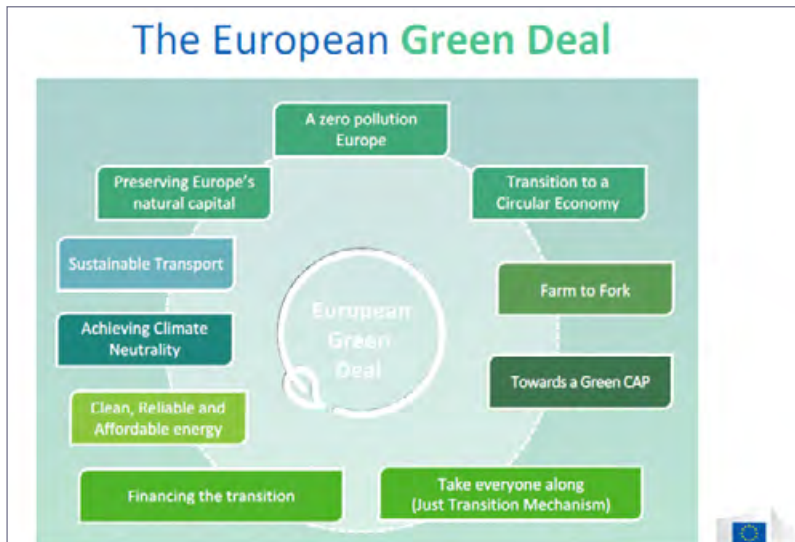 The European Green Deal
A zero pollution
Europe
Preserving Europe's
natural capital
Transition to a
Circular Economy
Sustainable Transport
Farm to Fork
European
Green
Deal
Achieving Climate
Neutrality
Towards a Green CAP
Clean, Reliable and
Affordable energy
Financing the transition
Take everyone along
(Just Transition Mechanism)